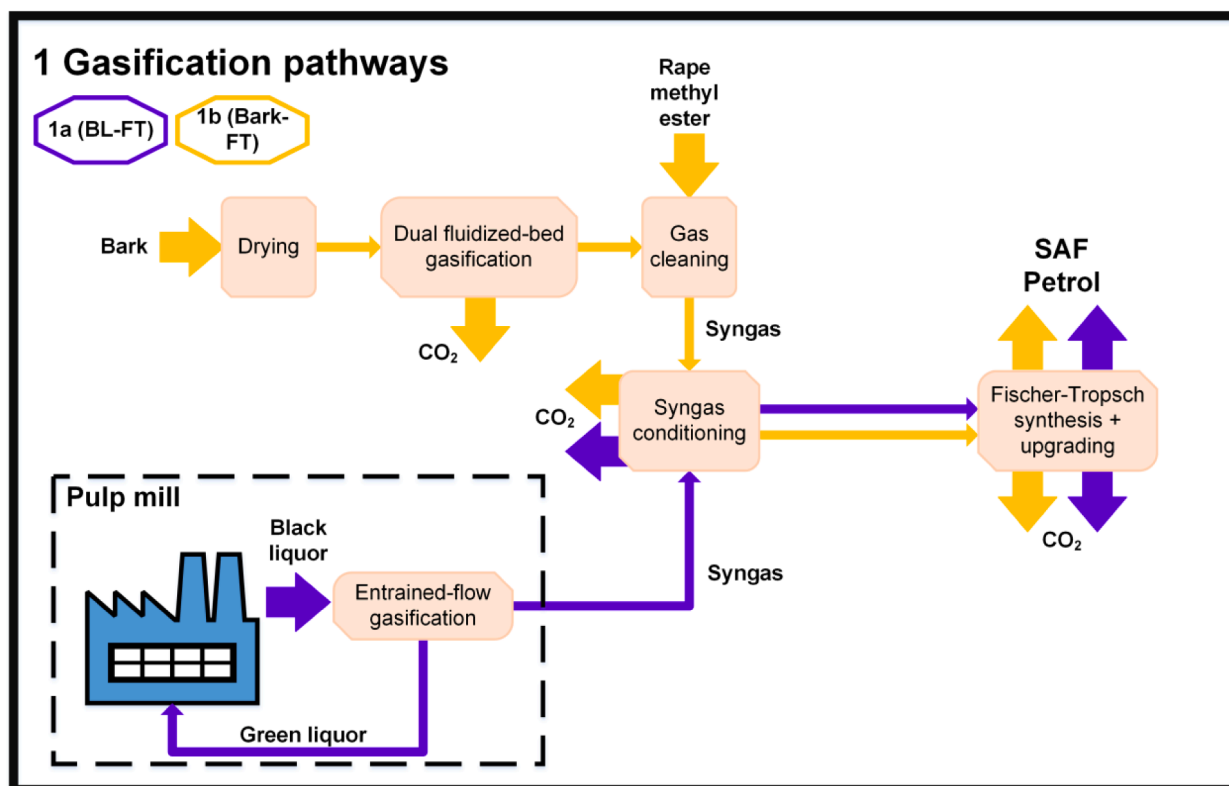 1 Gasification pathways
1a (BL-FT)
1b (Bark-
FT)
Rape
methyl
ester
Bark
Drying
Dual fluidized-bed
gasification
Gas
cleaning
CO₂
Syngas
SAF
Petrol
CO₂
Syngas
conditioning
Fischer-Tropsch
synthesis +
upgrading
CO₂
Pulp mill
Black
liquor
Entrained-flow
gasification
Syngas
Green liquor